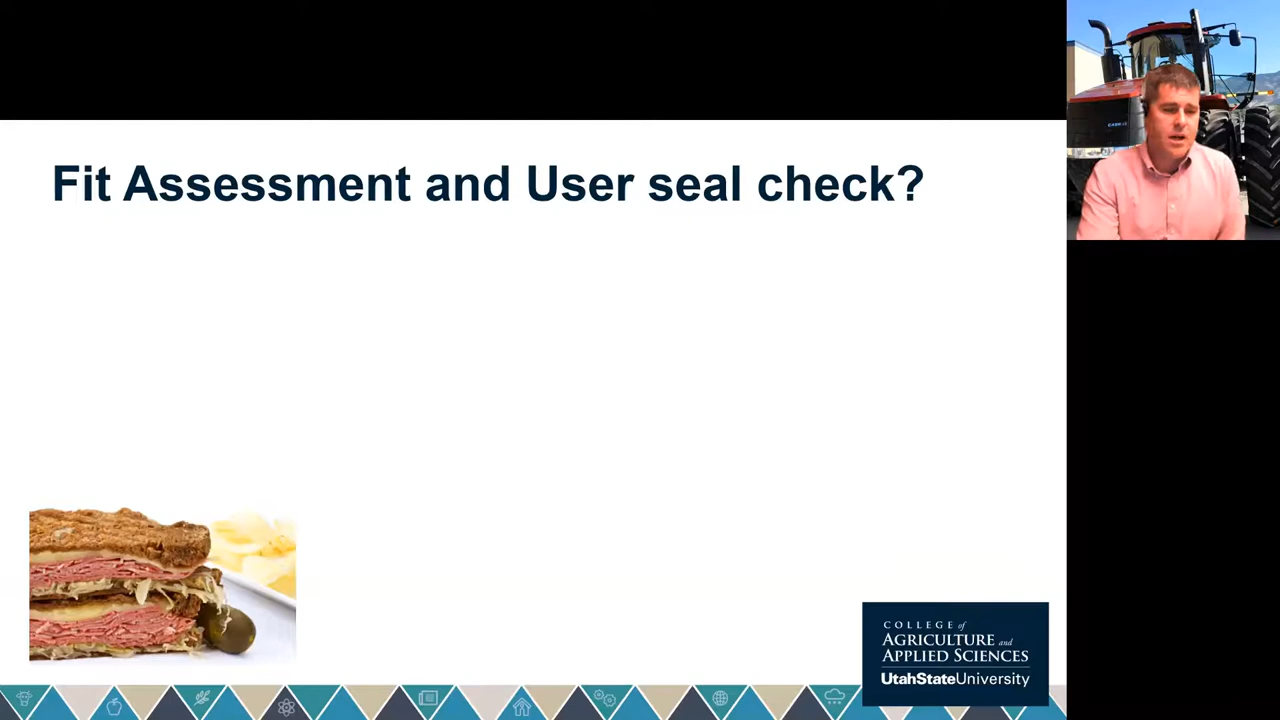 Fit Assessment and User seal check?
COLLEGE of
AGRICULTURE and
APPLIED SCIENCES
UtahStateUniversity